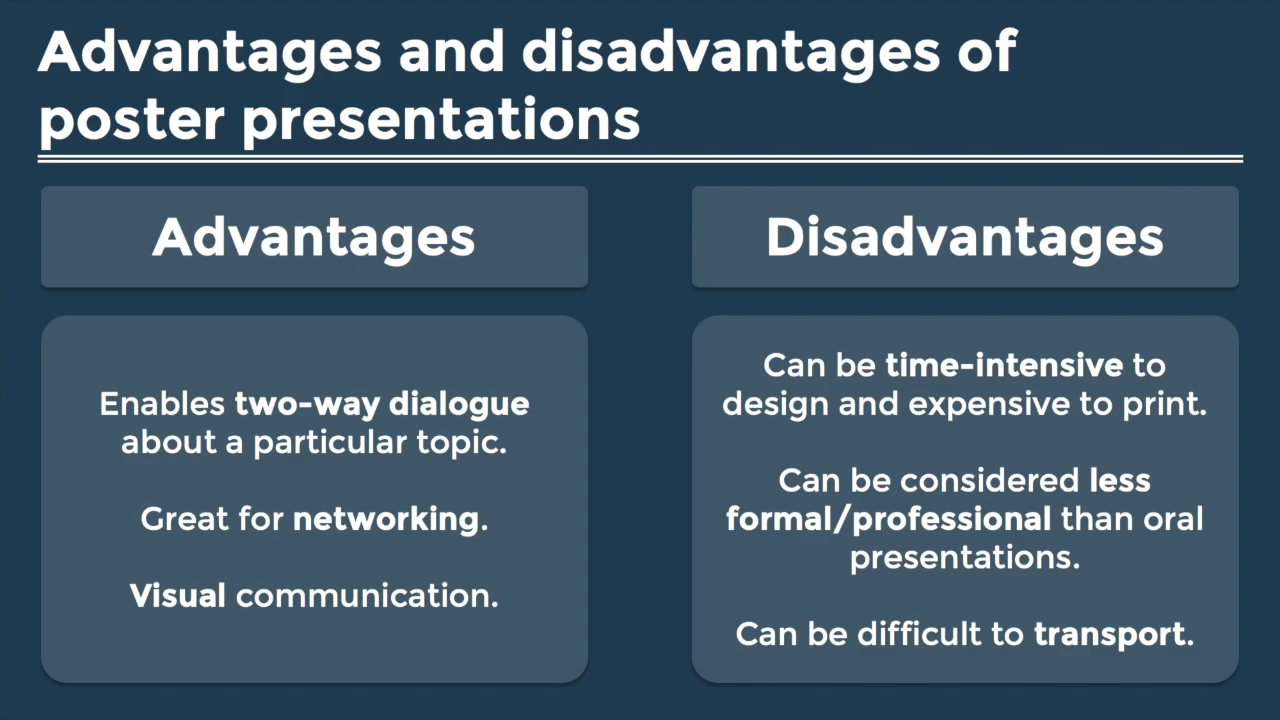 Advantages and disadvantages of
poster presentations
Advantages
Enables two-way dialogue
about a particular topic.
Great for networking.
Visual communication.
Disadvantages
Can be time-intensive to
design and expensive to print.
Can be considered less
formal/professional than oral
presentations.
Can be difficult to transport.